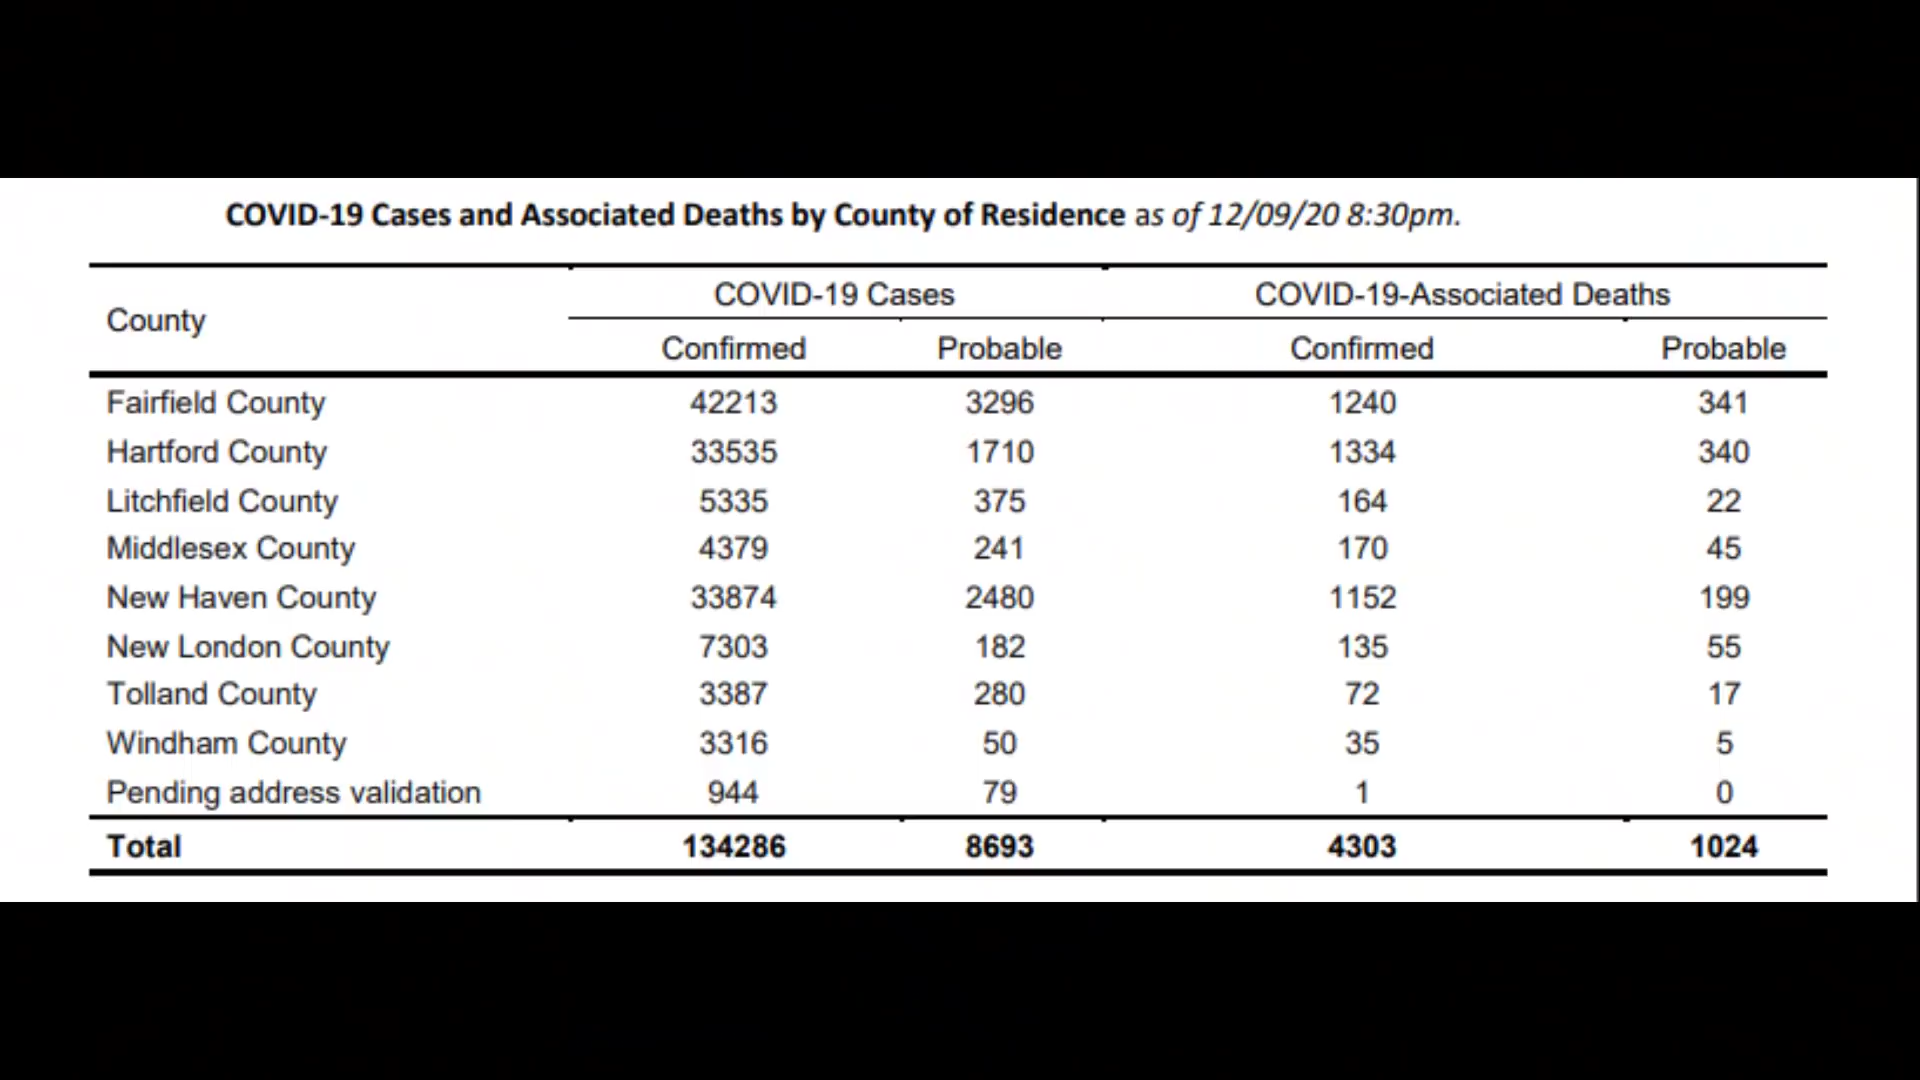 COVID-19 Cases and Associated Deaths by County of Residence as of 12/09/20 8:30pm.
COVID-19 Cases COVID-19-Associated Deaths
County
Confirmed Probable Confirmed Probable
Fairfield County 42213 3296 1240 341
Hartford County 33535 1710 1334 340
Litchfield County 5335 375 164 22
Middlesex County 4379 241 170 45
New Haven County 33874 2480 1152 199
New London County 7303 182 135 55
Tolland County 3387 280 72 17
Windham County 3316 50 35 5
Pending address validation 944 79 1 0
Total 134286 8693 4303 1024